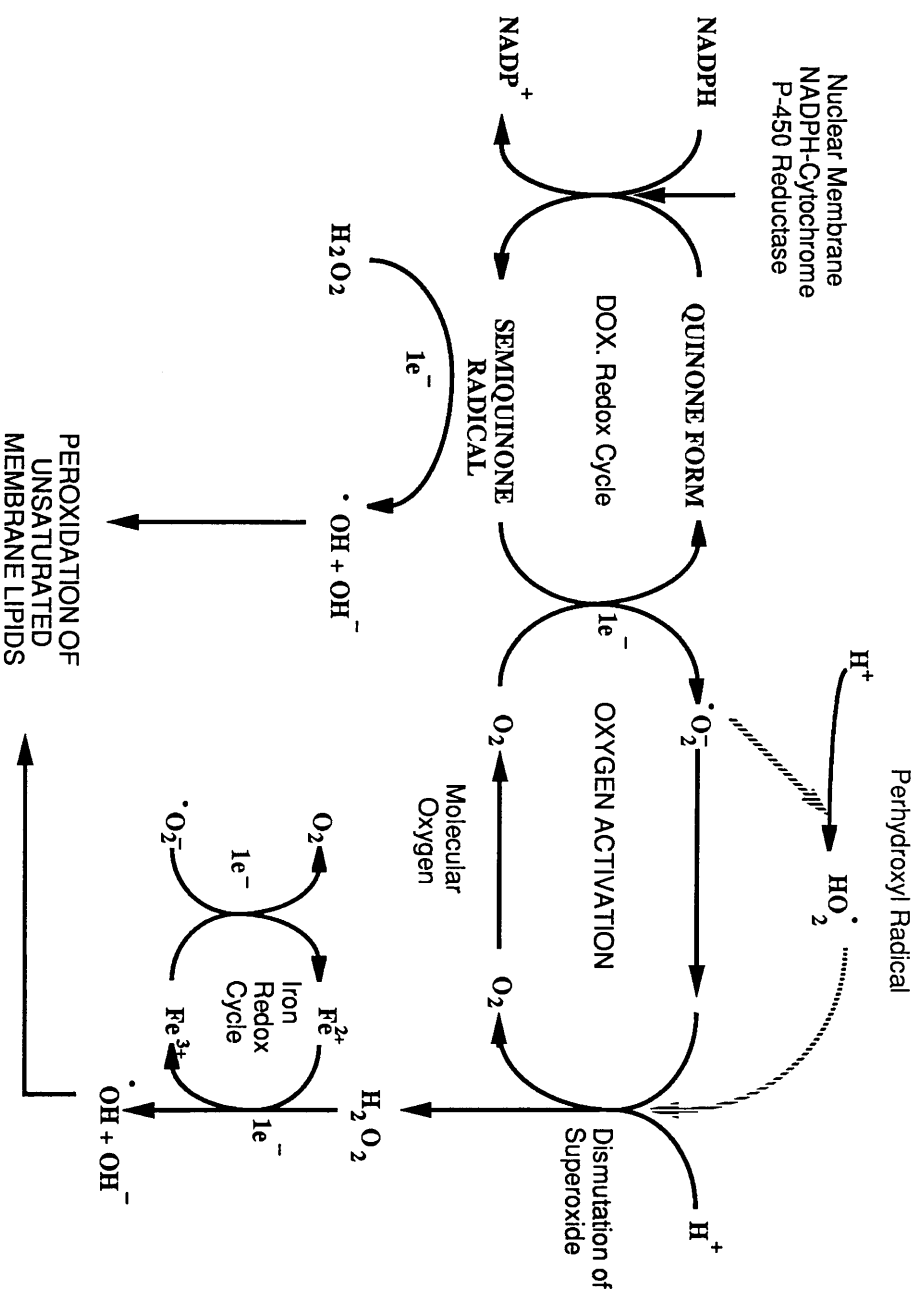 Nuclear Membrane
NADPH-Cytochrome
P-450 Reductase
NADPH
NADP+
QUINONE FORM
DOX. Redox Cycle
SEMIQUINONE
RADICAL
H2O2
1e−
•OH + OH−
PEROXIDATION OF
UNSATURATED
MEMBRANE LIPIDS
1e−
H+
Perhydroxyl Radical
HO2•
•O2−
OXYGEN ACTIVATION
O2
Molecular
Oxygen
O2
H+
Dismutation of
Superoxide
H2O2
O2
1e−
•O2−
Fe2+
Iron
Redox
Cycle
Fe3+
1e−
•OH + OH−